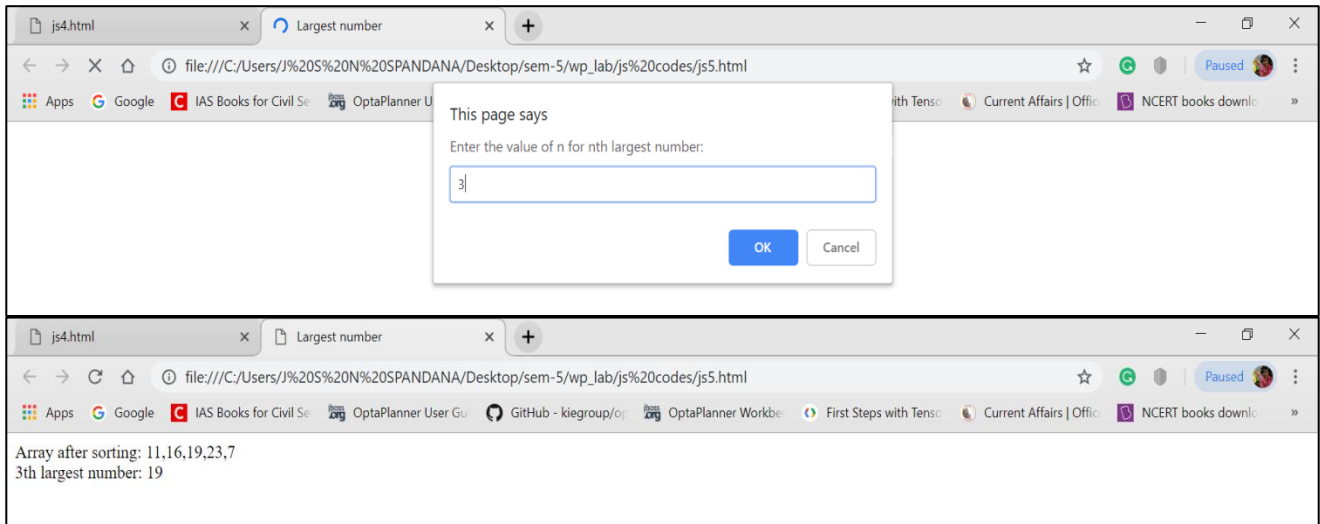 js4.html Largest number
file:///C:/Users/J%20S%20N%20SPANDANA/Desktop/sem-5/wp_lab/js%20codes/js5.html Paused
Apps Google IAS Books for Civil Se OptaPlanner U ith Tenso Current Affairs | Offic NCERT books downlo »
This page says
Enter the value of n for nth largest number:
3
OK Cancel
js4.html Largest number
file:///C:/Users/J%20S%20N%20SPANDANA/Desktop/sem-5/wp_lab/js%20codes/js5.html Paused
Apps Google IAS Books for Civil Se OptaPlanner User Gu GitHub - kiegroup/op OptaPlanner Workbe First Steps with Tenso Current Affairs | Offic NCERT books downlo »
Array after sorting: 11,16,19,23,7
3th largest number: 19